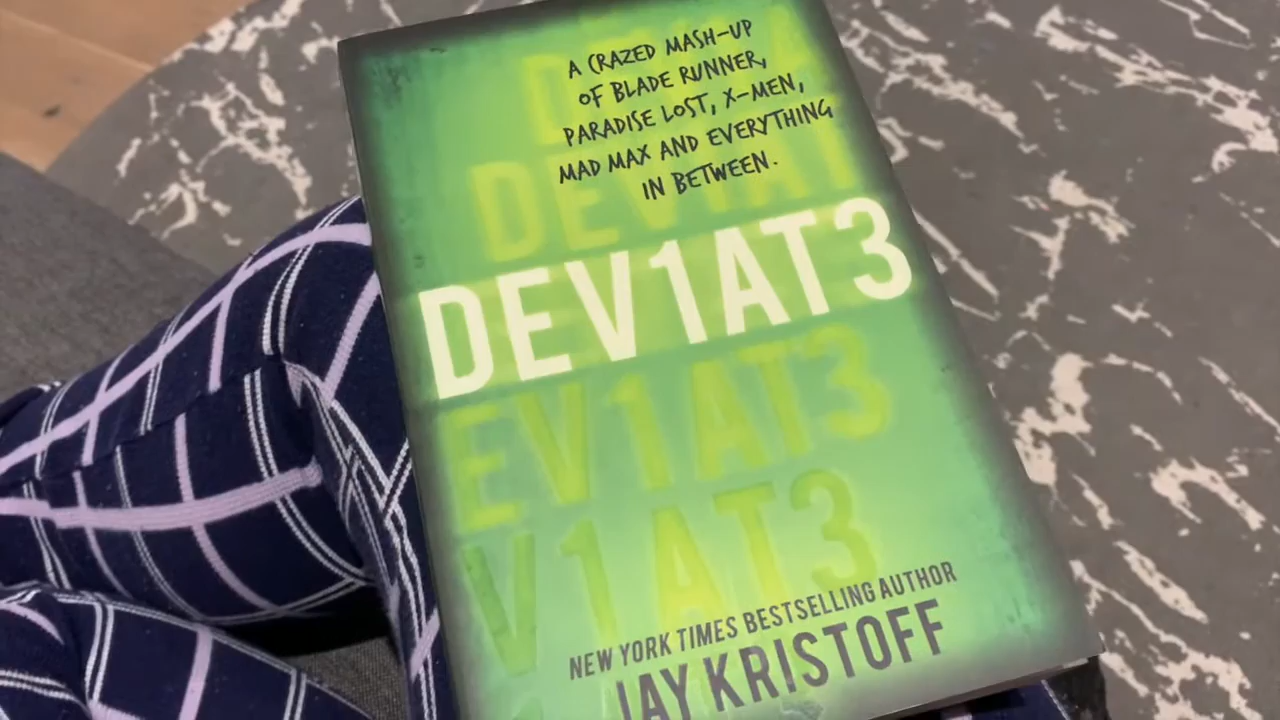 A CRAZED MASH-UP
OF BLADE RUNNER,
PARADISE LOST, X-MEN,
MAD MAX AND EVERYTHING
IN BETWEEN.
DEV1AT
DEV1AT3
EV1AT3
V1AT3
NEW YORK TIMES BESTSELLING AUTHOR
JAY KRISTOFF